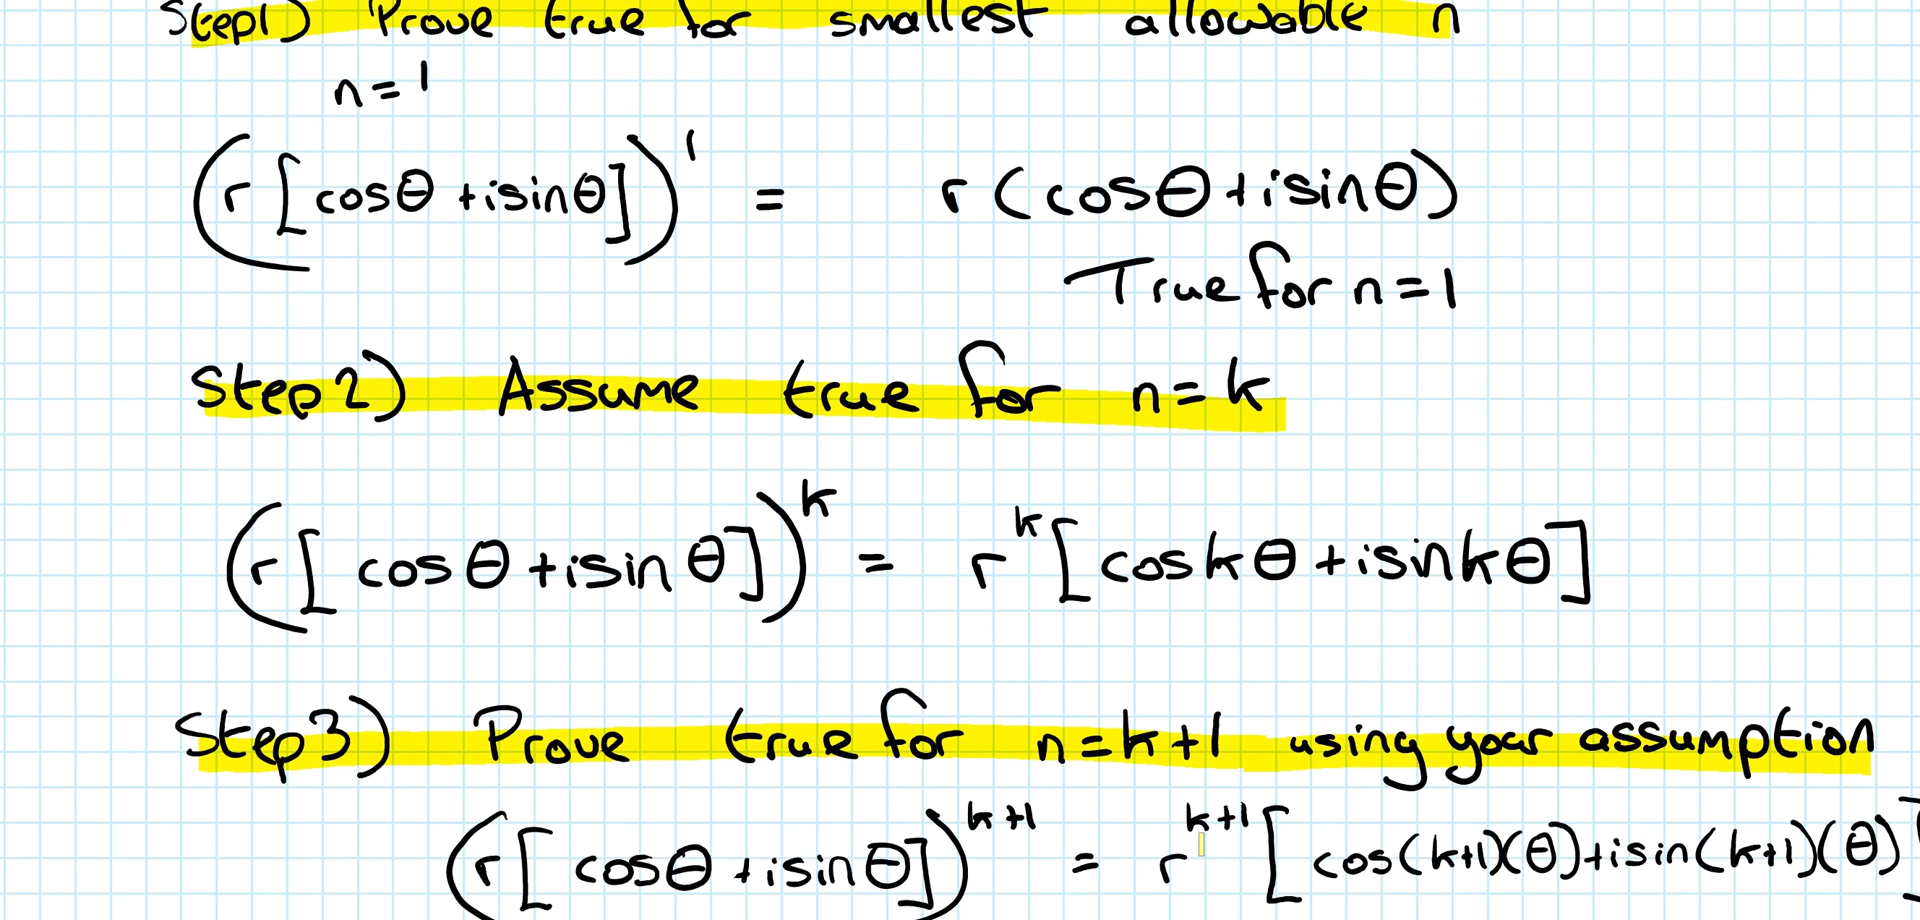 Step1) Prove true for smallest allowable n
n=1
(r[cosθ+isinθ])¹ = r(cosθ+isinθ)
True for n=1
Step2) Assume true for n=k
(r[cosθ+isinθ])ᵏ = rᵏ[coskθ+isinkθ]
Step3) Prove true for n=k+1 using your assumption
(r[cosθ+isinθ])ᵏ⁺¹ = rᵏ⁺¹[cos(k+1)(θ)+isin(k+1)(θ)]